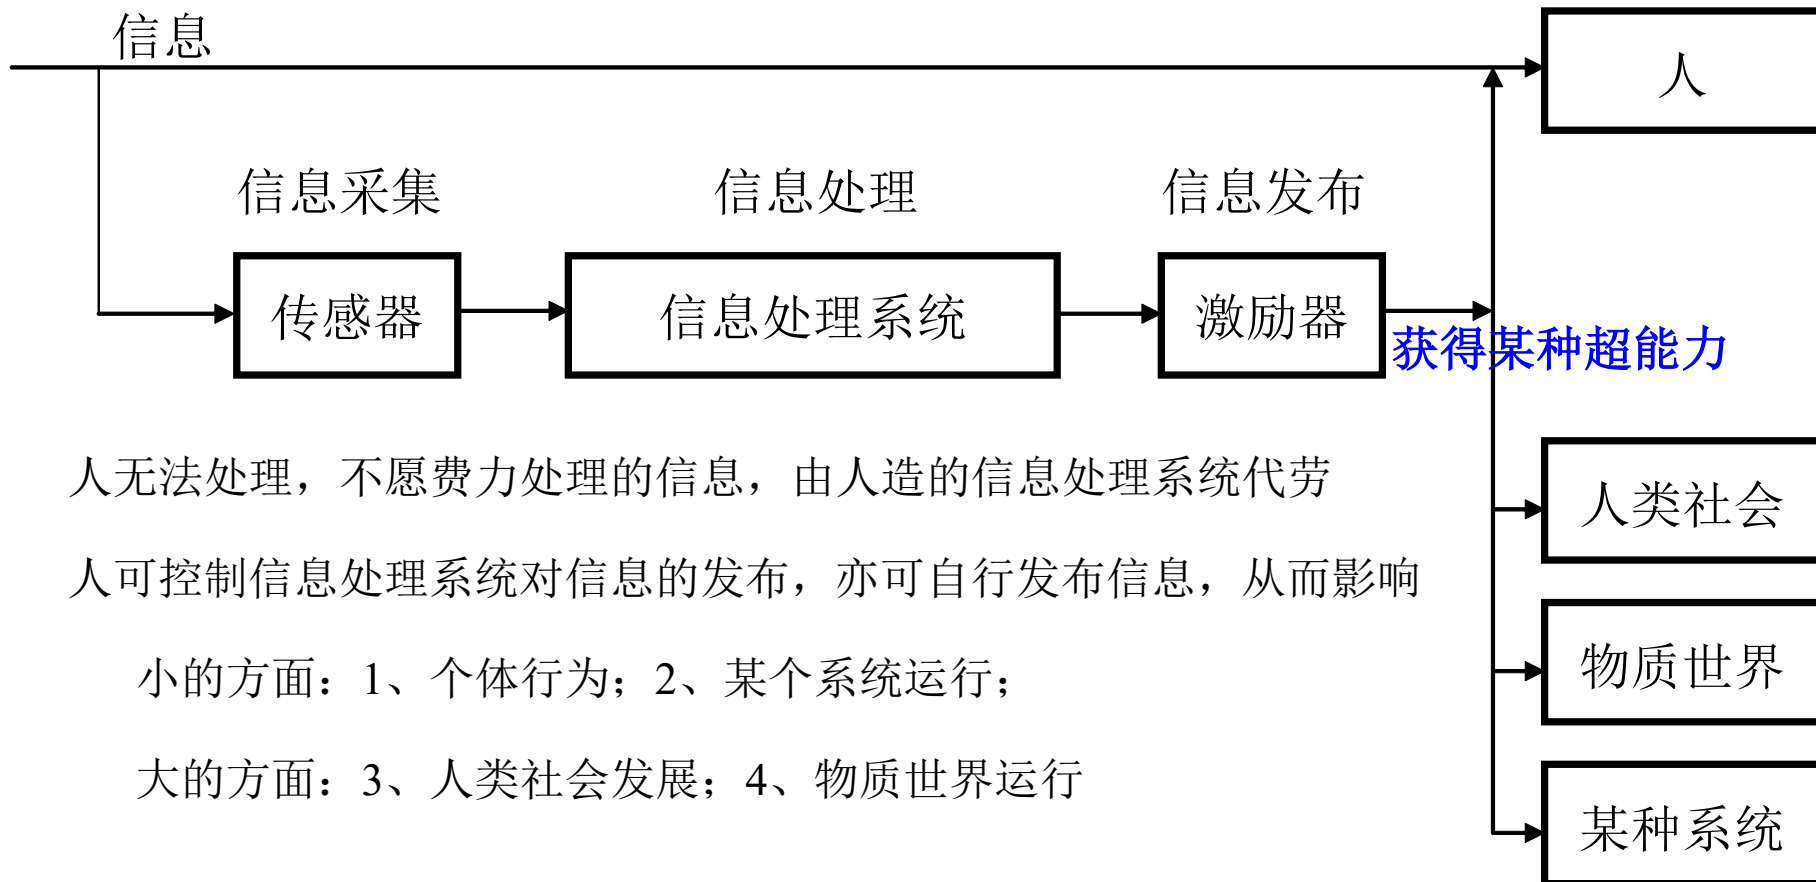 信息
人
信息采集
信息处理
信息发布
传感器
信息处理系统
激励器
获得某种超能力
人无法处理，不愿费力处理的信息，由人造的信息处理系统代劳
人类社会
人可控制信息处理系统对信息的发布，亦可自行发布信息，从而影响
小的方面：1、个体行为；2、某个系统运行；
物质世界
大的方面：3、人类社会发展；4、物质世界运行
某种系统